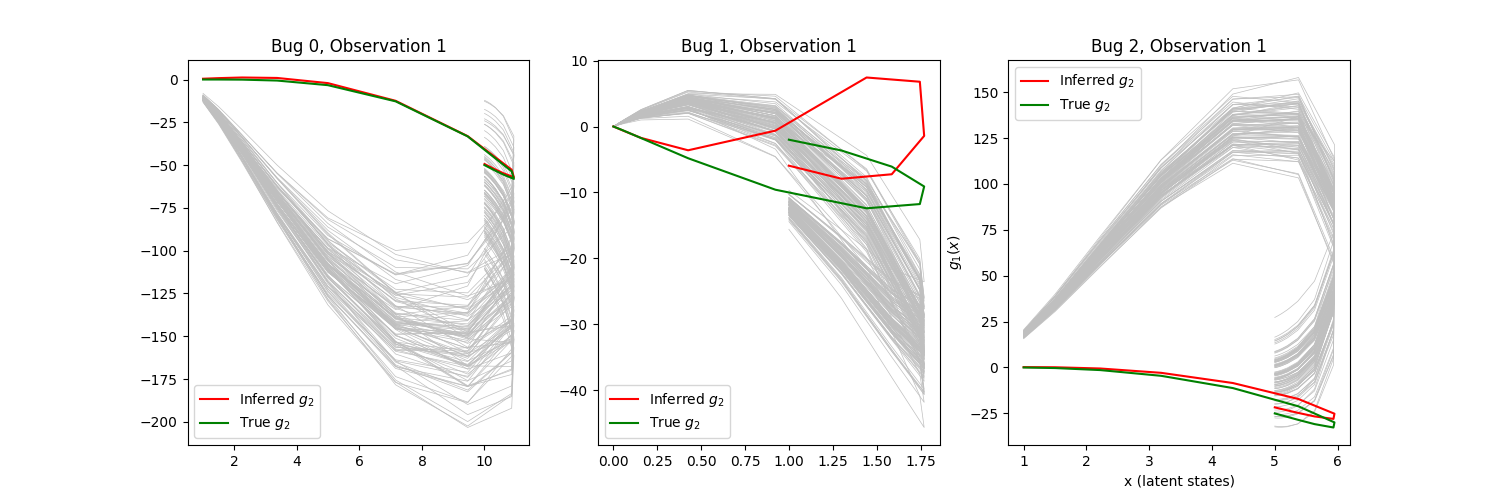 Bug 0, Observation 1
0
−25
−50
−75
−100
−125
−150
−175
−200
2 4 6 8 10
Inferred g₂
True g₂
Bug 1, Observation 1
10
0
−10
−20
−30
−40
0.00 0.25 0.50 0.75 1.00 1.25 1.50 1.75
Inferred g₂
True g₂
Bug 2, Observation 1
Inferred g₂
True g₂
150
125
100
75
50
25
0
−25
g₁(x)
1 2 3 4 5 6
x (latent states)